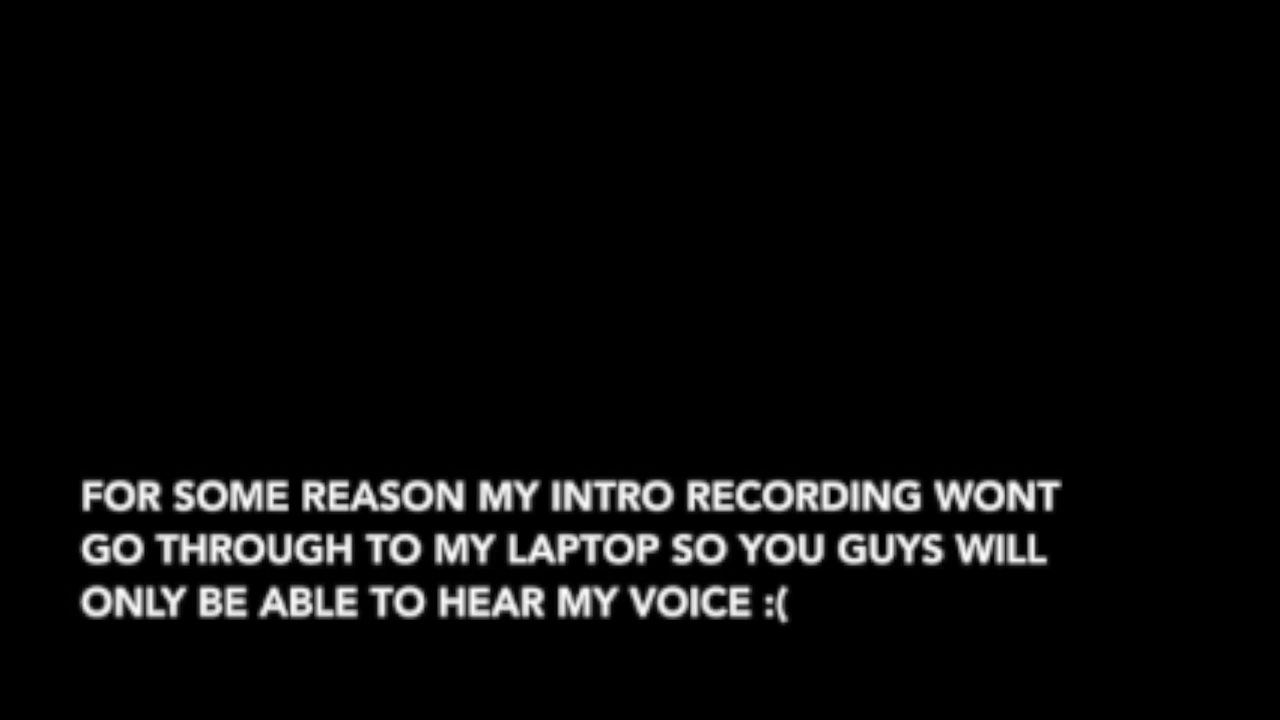 FOR SOME REASON MY INTRO RECORDING WONT
GO THROUGH TO MY LAPTOP SO YOU GUYS WILL
ONLY BE ABLE TO HEAR MY VOICE :(